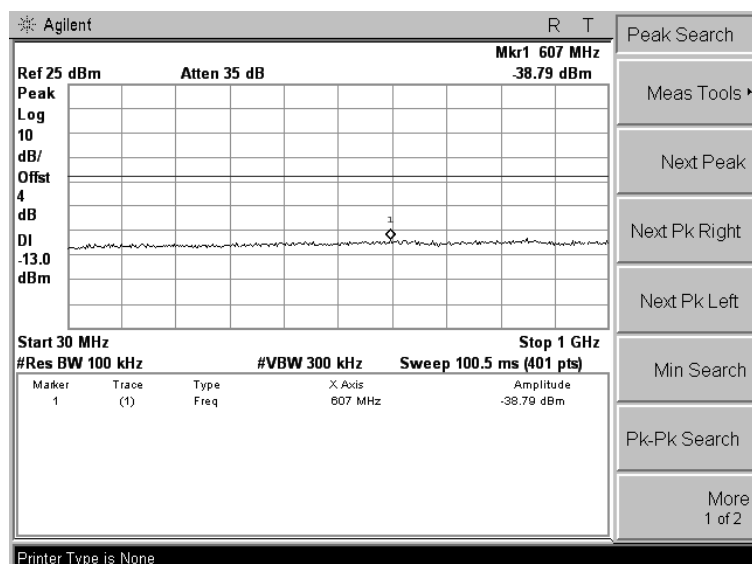 Agilent R T
Mkr1 607 MHz
Ref 25 dBm Atten 35 dB -38.79 dBm
Peak
Log
10
dB/
Offst
4
dB
DI
-13.0
dBm
1
Start 30 MHz Stop 1 GHz
#Res BW 100 kHz #VBW 300 kHz Sweep 100.5 ms (401 pts)
Marker Trace Type X Axis Amplitude
1 (1) Freq 607 MHz -38.79 dBm
Printer Type is None
Peak Search
Meas Tools
Next Peak
Next Pk Right
Next Pk Left
Min Search
Pk-Pk Search
More
1 of 2